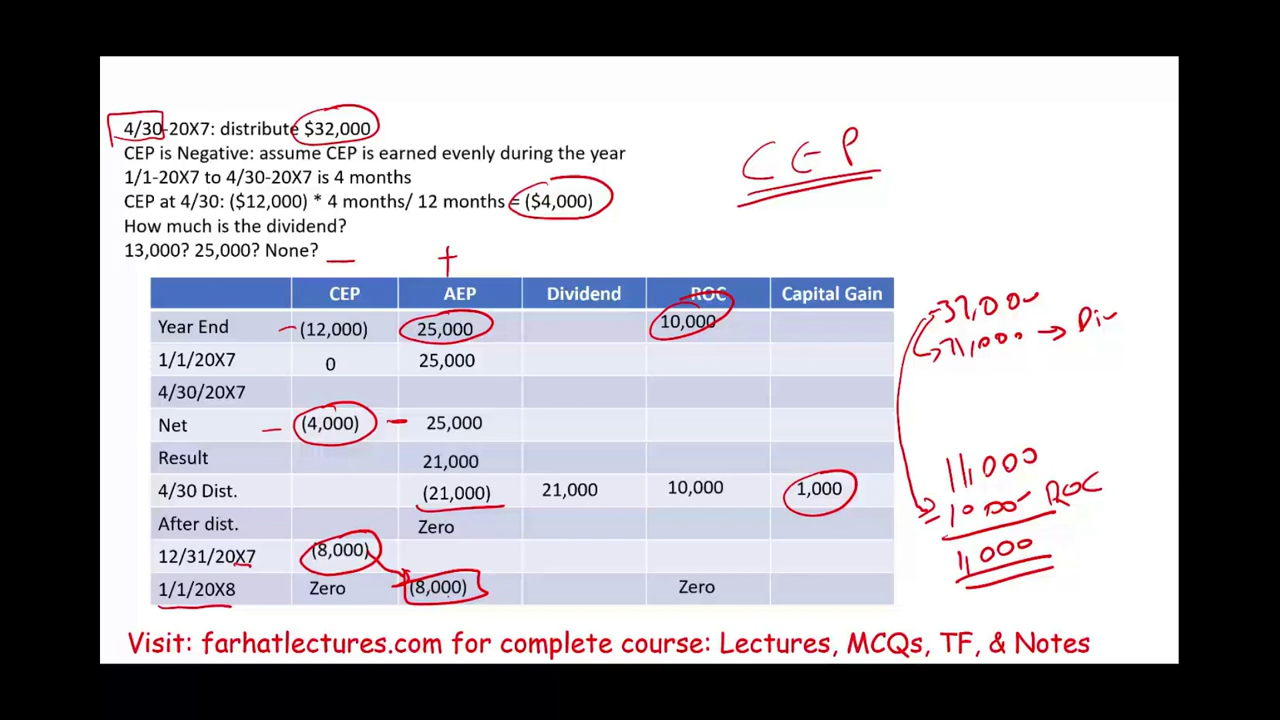 4/30-20X7: distribute $32,000
CEP is Negative: assume CEP is earned evenly during the year
1/1-20X7 to 4/30-20X7 is 4 months
CEP at 4/30: ($12,000) * 4 months/ 12 months = ($4,000)
How much is the dividend?
13,000? 25,000? None?
CEP
− +
CEP AEP Dividend ROC Capital Gain
Year End (12,000) 25,000 10,000
1/1/20X7 0 25,000
4/30/20X7
Net (4,000) 25,000
Result 21,000
4/30 Dist. (21,000) 21,000 10,000 1,000
After dist. Zero
12/31/20X7 (8,000)
1/1/20X8 Zero (8,000) Zero
21,000 → Div
11,000
10000 ROC
1,000
Visit: farhatlectures.com for complete course: Lectures, MCQs, TF, & Notes